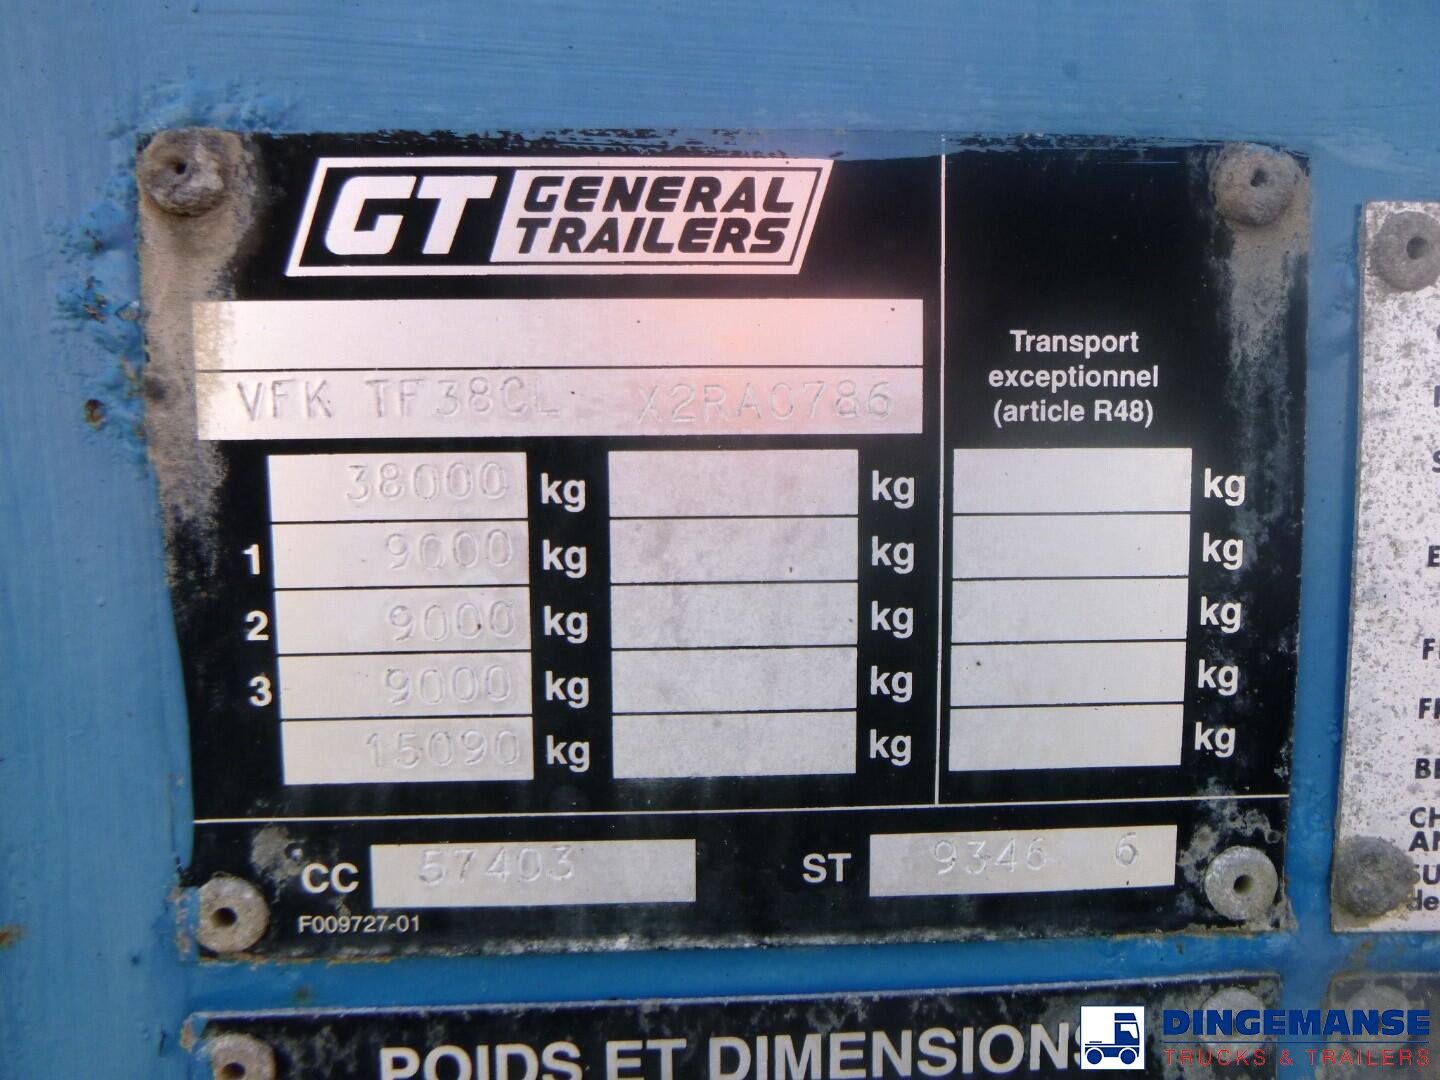 GT GENERAL
TRAILERS
VFK TF38CL X2RA0786
Transport
exceptionnel
(article R48)
38000 kg kg kg
1 9000 kg kg kg
2 9000 kg kg kg
3 9000 kg kg kg
15090 kg kg kg
CC 57403 ST 9346 6
F009727-01
POIDS ET DIMENSIONS
DINGEMANSE
TRUCKS & TRAILERS